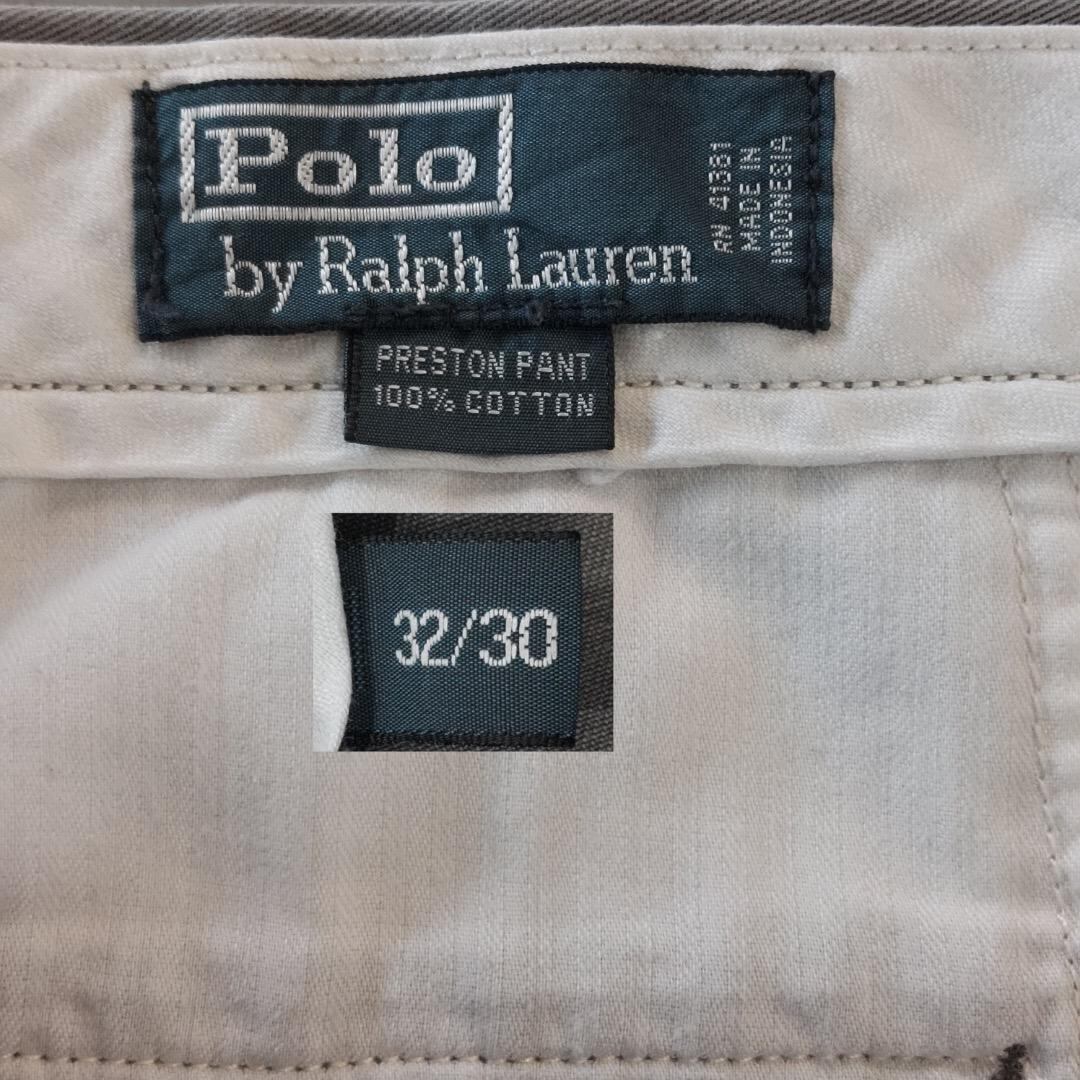 Polo
by Ralph Lauren
RN 41381
MADE IN
INDONESIA
PRESTON PANT
100% COTTON
32/30